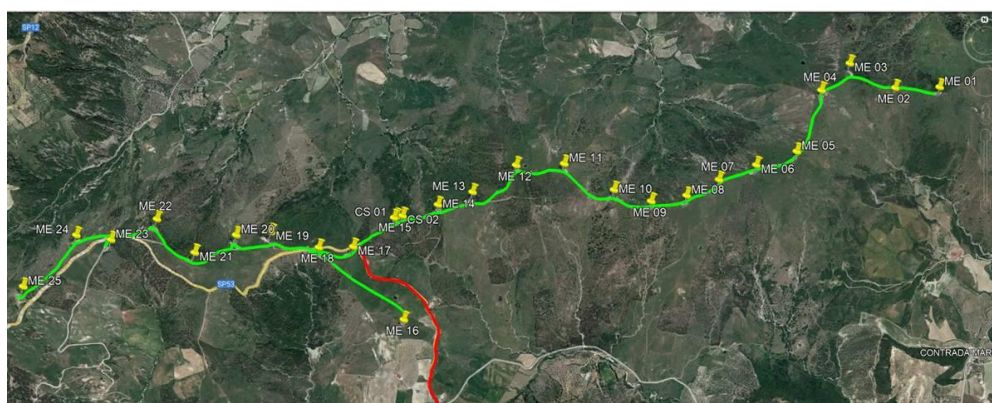 SP12
N
ME 03
ME 04
ME 01
ME 02
ME 05
ME 11
ME 07
ME 12
ME 06
ME 13
ME 10
ME 08
ME 14
ME 09
CS 01
CS 02
ME 22
ME 15
ME 20
ME 19
ME 24
ME 23
ME 17
ME 21
ME 18
ME 25
SP53
ME 16
CONTRADA MAR